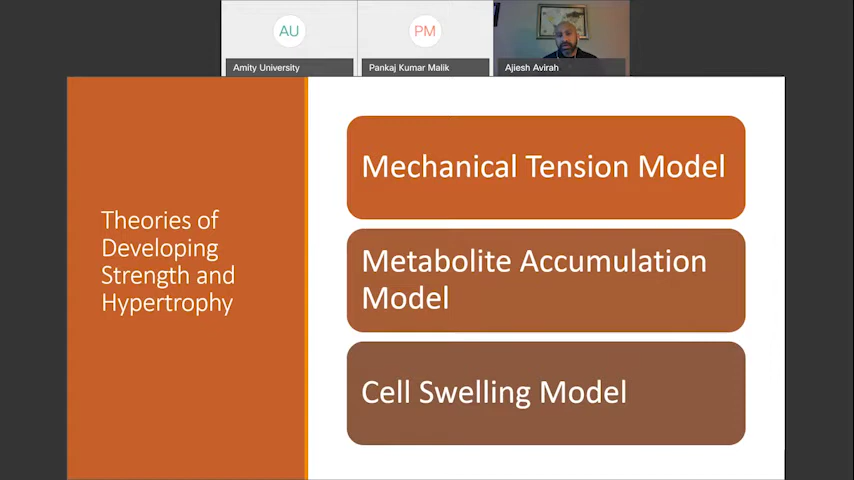 AU
PM
Amity University
Pankaj Kumar Malik
Ajiesh Avirah
Theories of
Developing
Strength and
Hypertrophy
Mechanical Tension Model
Metabolite Accumulation
Model
Cell Swelling Model